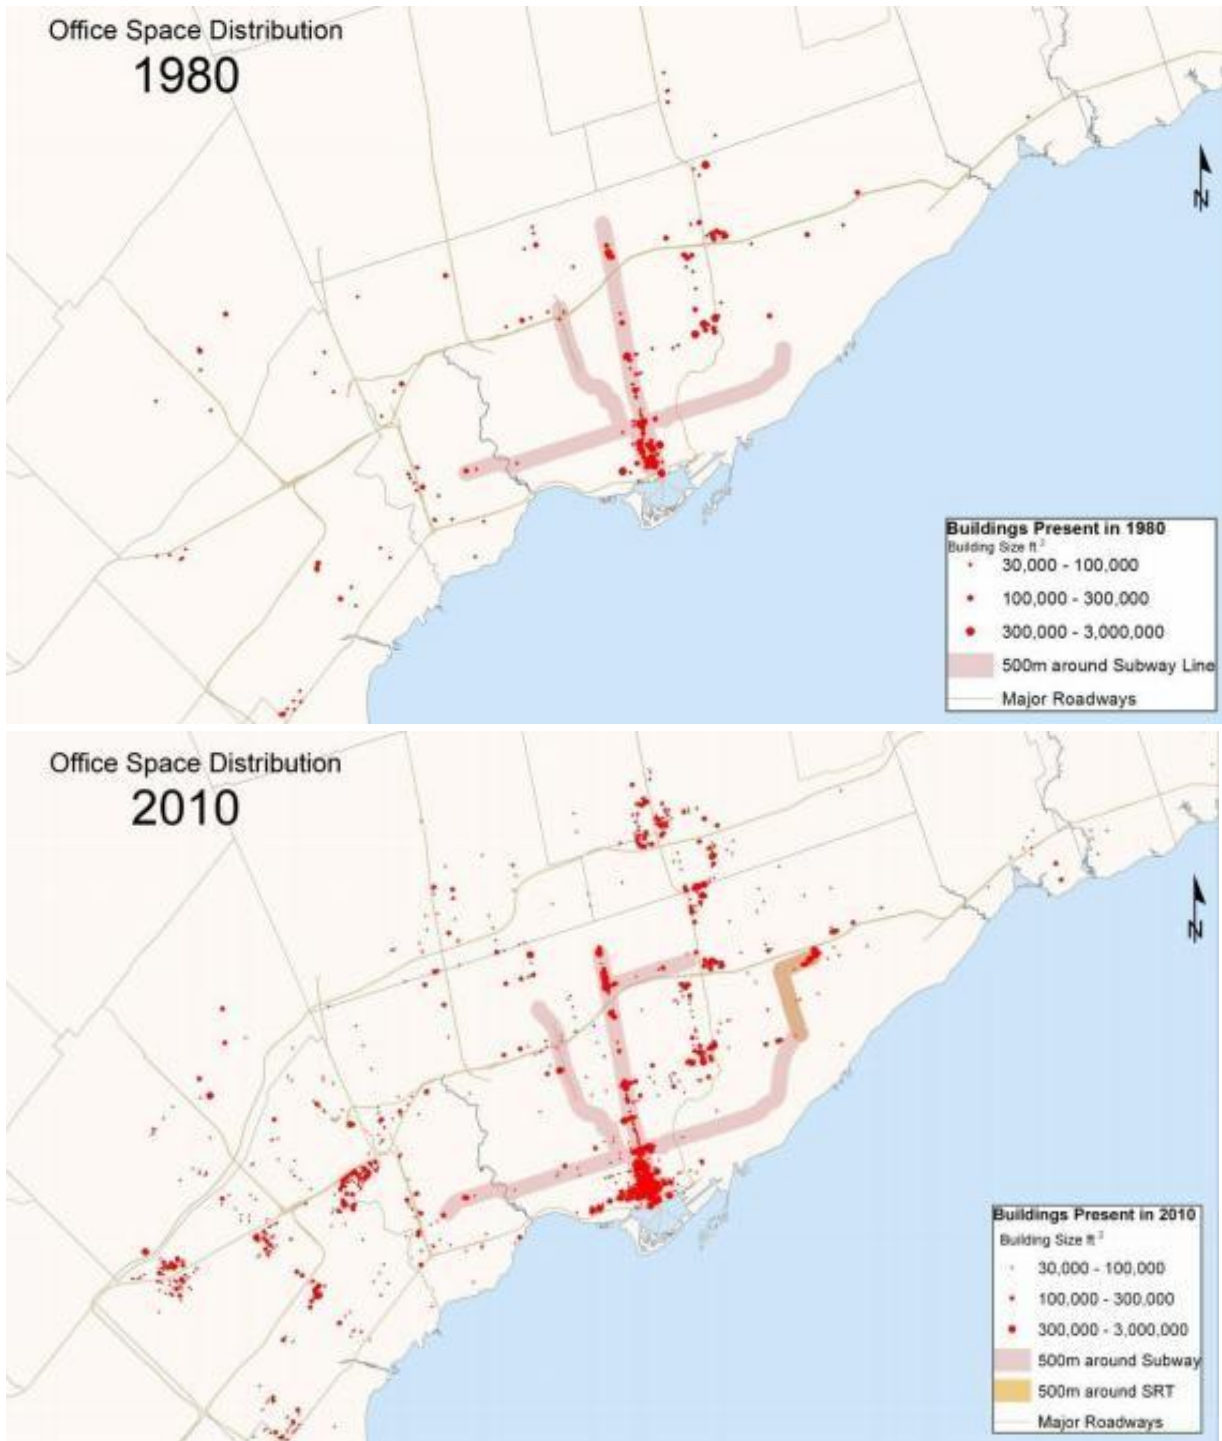 Office Space Distribution
1980
N
Buildings Present in 1980
Building Size ft²
30,000 - 100,000
100,000 - 300,000
300,000 - 3,000,000
500m around Subway Line
Major Roadways
Office Space Distribution
2010
N
Buildings Present in 2010
Building Size ft²
30,000 - 100,000
100,000 - 300,000
300,000 - 3,000,000
500m around Subway
500m around SRT
Major Roadways